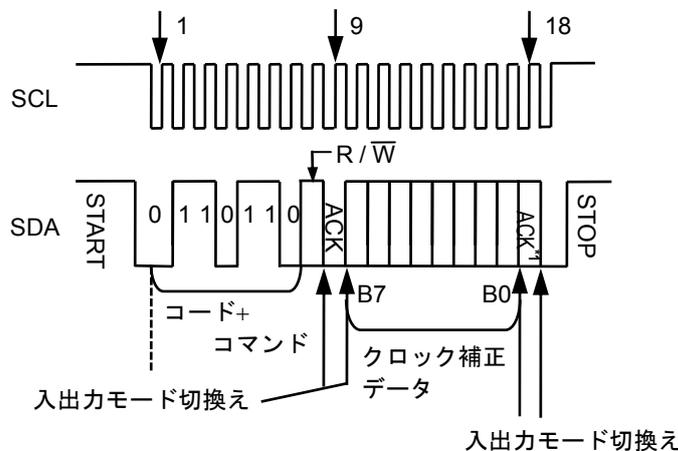 1 9 18
SCL
R / W
SDA
START
0 1 1 0 1 1 0
ACK
ACK*1
STOP
B7 B0
コード+
コマンド
クロック補正
データ
入出力モード切換え
入出力モード切換え